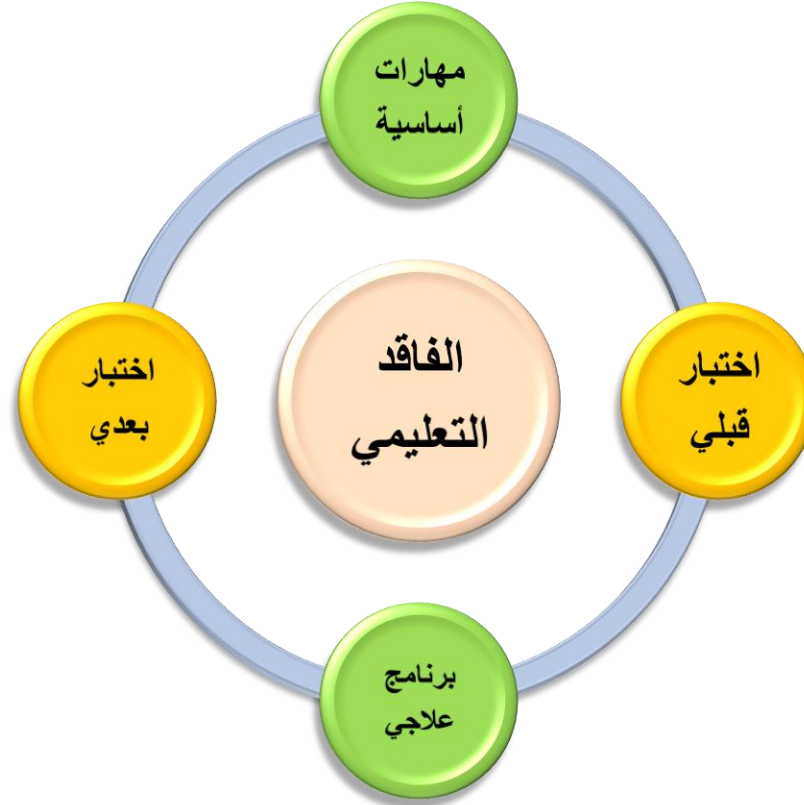 مهارات
أساسية
اختبار
قبلي
الفاقد
التعليمي
اختبار
بعدي
برنامج
علاجي